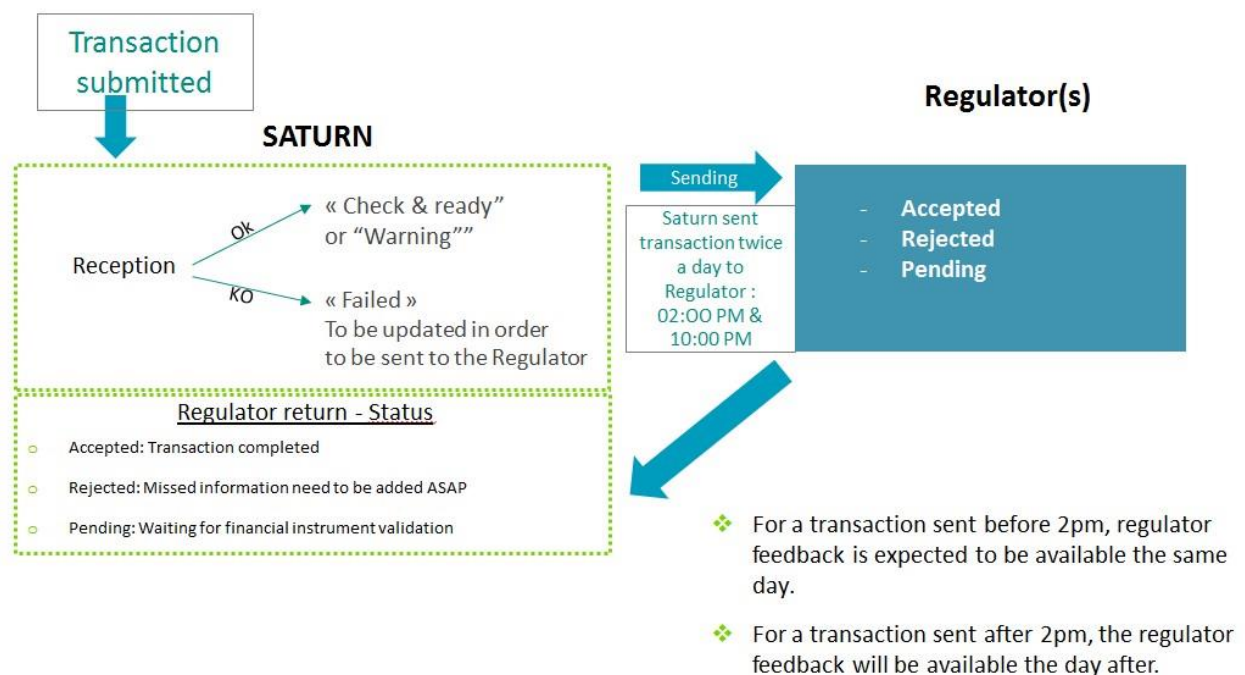 Transaction
submitted
SATURN
Regulator(s)
Reception
Ok
« Check & ready”
or “Warning””
KO
« Failed »
To be updated in order
to be sent to the Regulator
Sending
Saturn sent
transaction twice
a day to
Regulator :
02:00 PM &
10:00 PM
- Accepted
- Rejected
- Pending
Regulator return - Status
o Accepted: Transaction completed
o Rejected: Missed information need to be added ASAP
o Pending: Waiting for financial instrument validation
❖ For a transaction sent before 2pm, regulator
feedback is expected to be available the same
day.
❖ For a transaction sent after 2pm, the regulator
feedback will be available the day after.